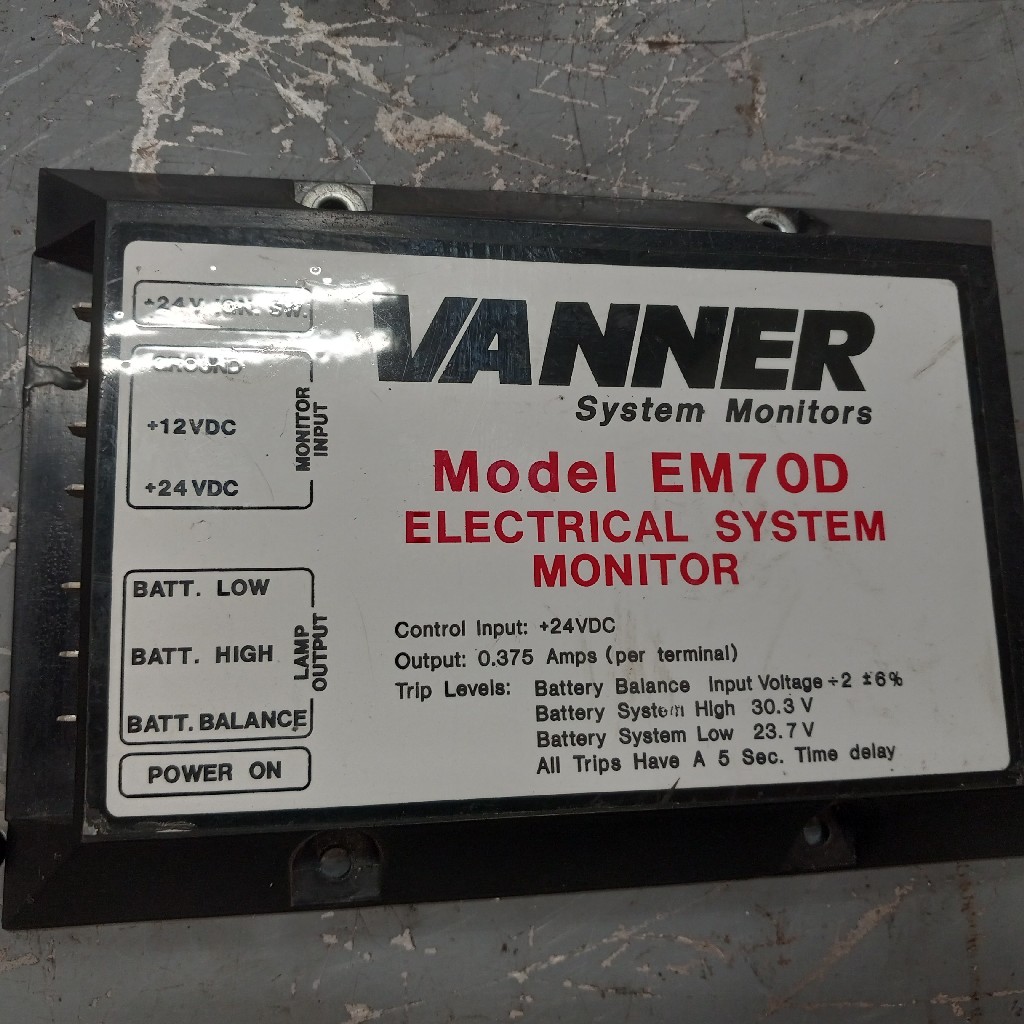 +24V IGN. SW.
GROUND
+12VDC
+24VDC
MONITOR
INPUT
BATT. LOW
BATT. HIGH
BATT. BALANCE
LAMP
OUTPUT
POWER ON
VANNER
System Monitors
Model EM70D
ELECTRICAL SYSTEM
MONITOR
Control Input: +24VDC
Output: 0.375 Amps (per terminal)
Trip Levels: Battery Balance Input Voltage ÷2 ±6%
Battery System High 30.3 V
Battery System Low 23.7 V
All Trips Have A 5 Sec. Time delay